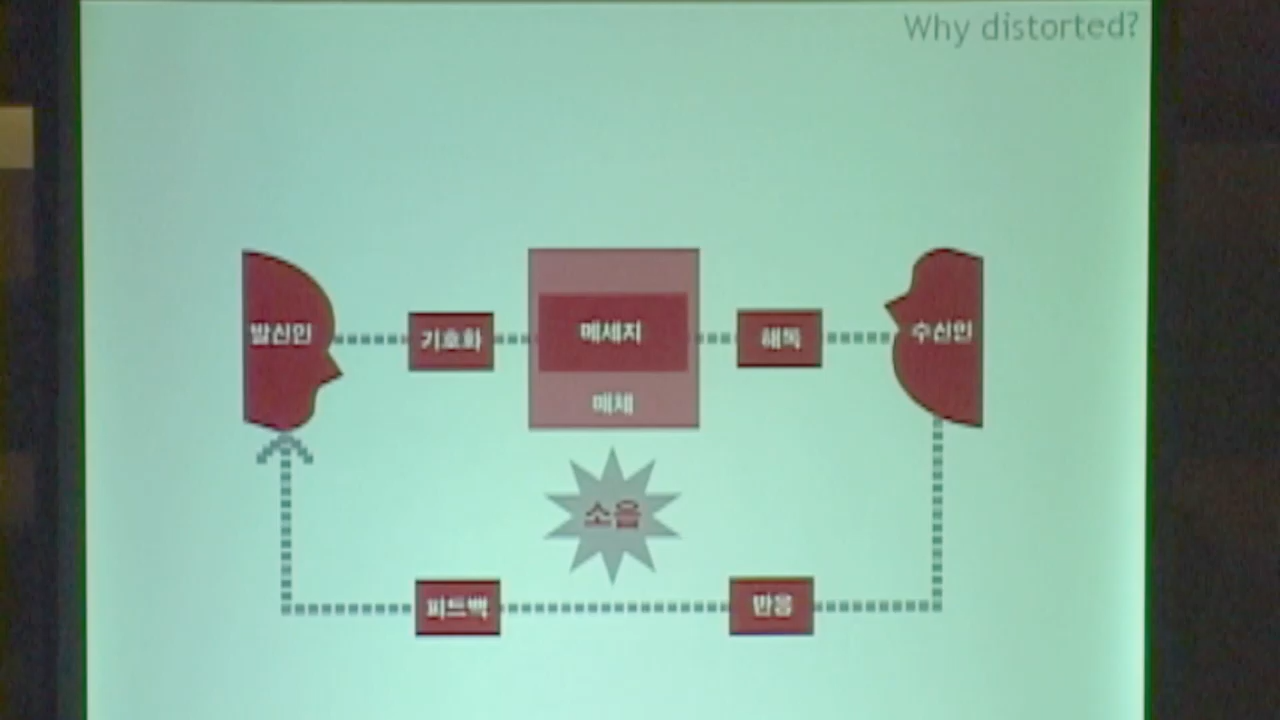 Why distorted?
발신인
기호화
메세지
매체
해독
수신인
소음
피드백
반응